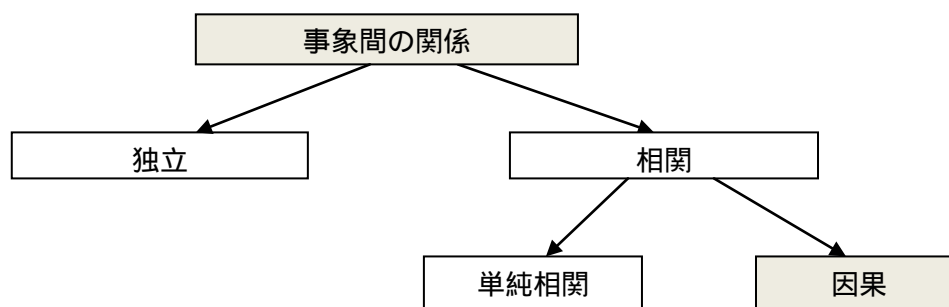 事象間の関係
独立
相関
単純相関
因果